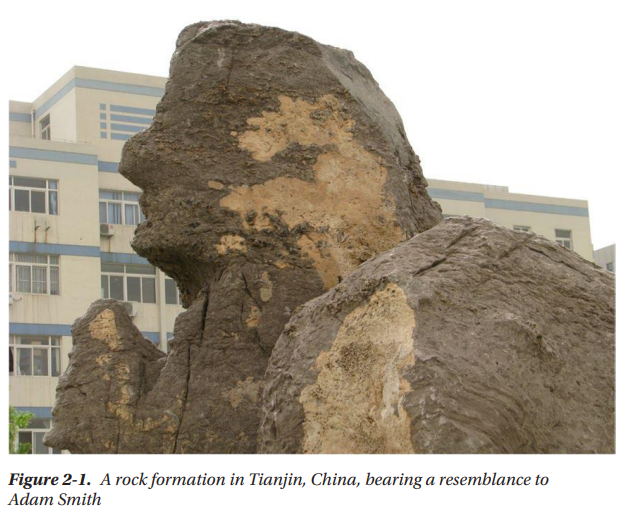 Figure 2-1. A rock formation in Tianjin, China, bearing a resemblance to
Adam Smith